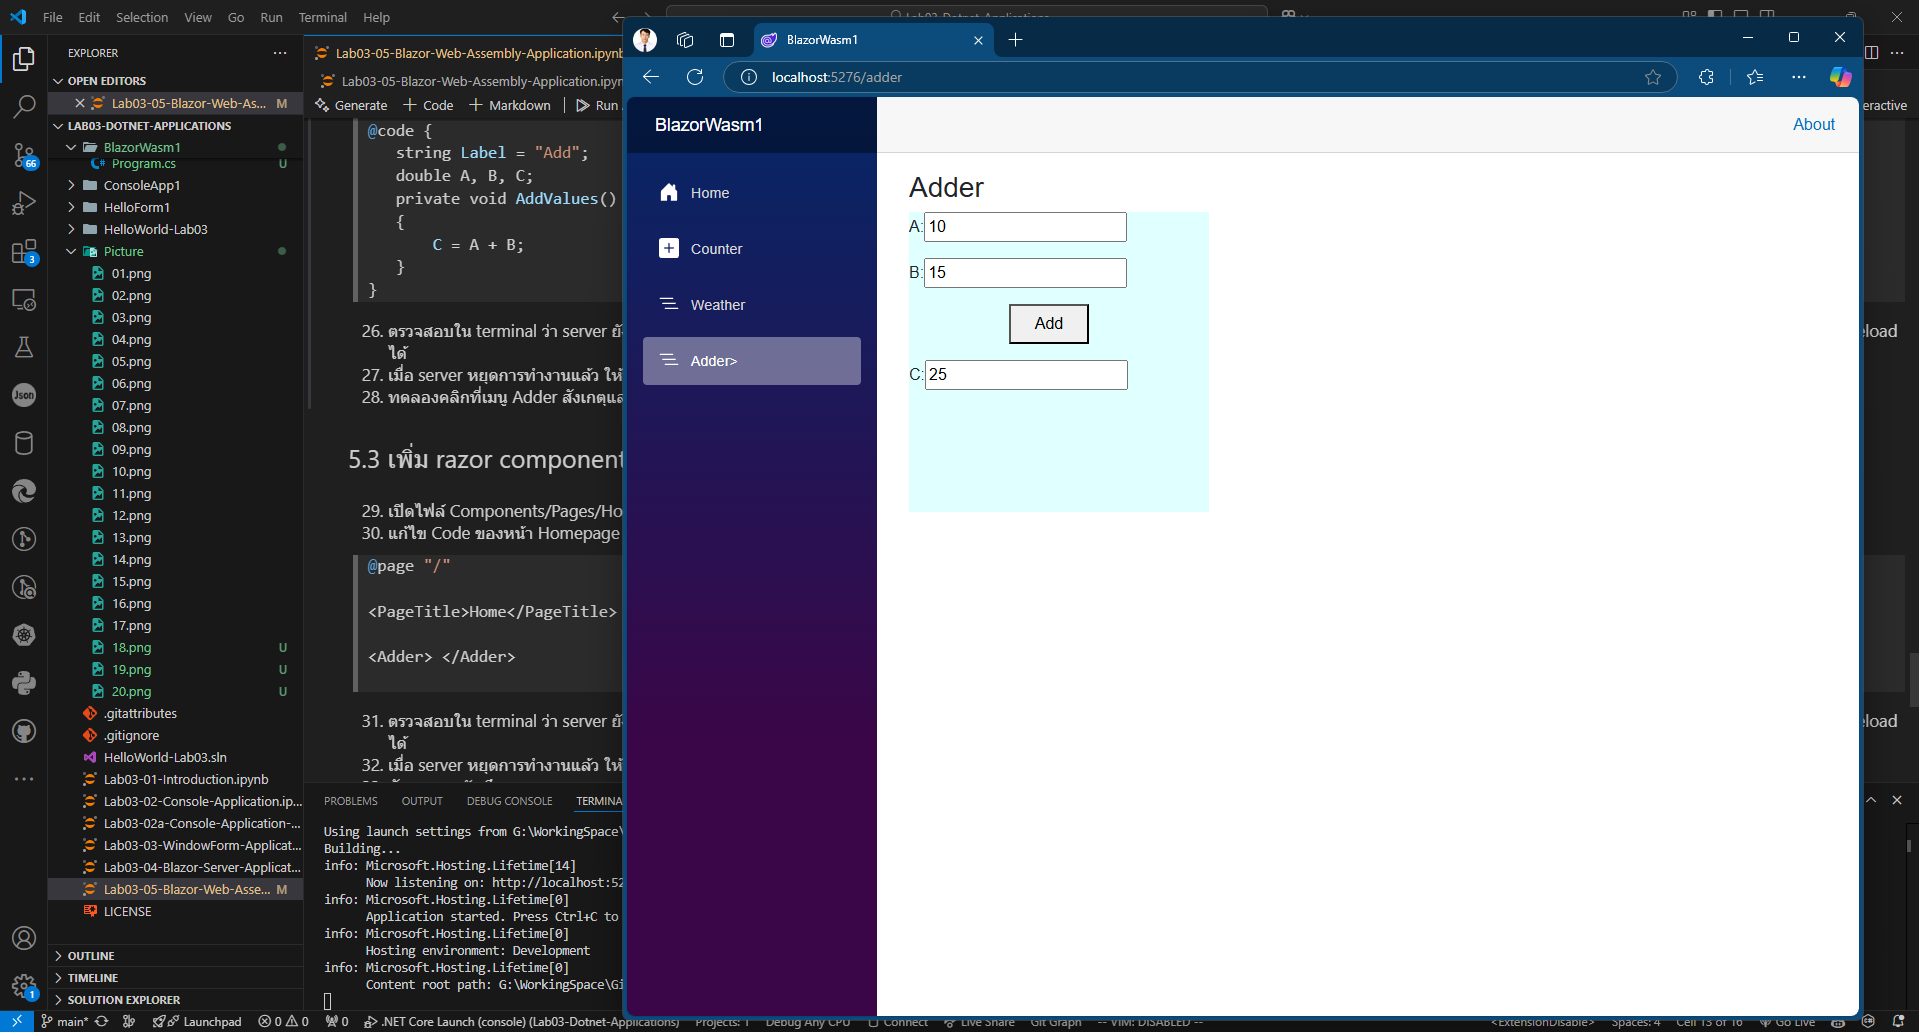 File Edit Selection View Go Run Terminal Help
EXPLORER
OPEN EDITORS
Lab03-05-Blazor-Web-As... M
LAB03-DOTNET-APPLICATIONS
BlazorWasm1
Program.cs U
ConsoleApp1
HelloForm1
HelloWorld-Lab03
Picture
01.png
02.png
03.png
04.png
05.png
06.png
07.png
08.png
09.png
10.png
11.png
12.png
13.png
14.png
15.png
16.png
17.png
18.png U
19.png U
20.png U
.gitattributes
.gitignore
HelloWorld-Lab03.sln
Lab03-01-Introduction.ipynb
Lab03-02-Console-Application.ip...
Lab03-02a-Console-Application-...
Lab03-03-WindowForm-Applicat...
Lab03-04-Blazor-Server-Applicat...
Lab03-05-Blazor-Web-Asse... M
LICENSE
OUTLINE
TIMELINE
SOLUTION EXPLORER
Json
66
3
1
Lab03-05-Blazor-Web-Assembly-Application.ipynb
Lab03-05-Blazor-Web-Assembly-Application.ipyn
Generate + Code + Markdown Run
@code {
string Label = "Add";
double A, B, C;
private void AddValues()
{
C = A + B;
}
}
26. ตรวจสอบใน terminal ว่า server ยั
ได้
27. เมื่อ server หยุดการทำงานแล้ว ให้
28. ทดลองคลิกที่เมนู Adder สังเกตุแล
5.3 เพิ่ม razor component
29. เปิดไฟล์ Components/Pages/Ho
30. แก้ไข Code ของหน้า Homepage
@page "/"
<PageTitle>Home</PageTitle>
<Adder> </Adder>
31. ตรวจสอบใน terminal ว่า server ยั
ได้
32. เมื่อ server หยุดการทำงานแล้ว ให้
PROBLEMS OUTPUT DEBUG CONSOLE TERMINA
Using launch settings from G:\WorkingSpace\
Building...
info: Microsoft.Hosting.Lifetime[14]
Now listening on: http://localhost:52
info: Microsoft.Hosting.Lifetime[0]
Application started. Press Ctrl+C to
info: Microsoft.Hosting.Lifetime[0]
Hosting environment: Development
info: Microsoft.Hosting.Lifetime[0]
Content root path: G:\WorkingSpace\Gi
BlazorWasm1
localhost:5276/adder
BlazorWasm1
About
Home
Counter
Weather
Adder>
Adder
A: 10
B: 15
Add
C: 25
eractive
eload
eload
main* Launchpad 0 0 0 .NET Core Launch (console) (Lab03-Dotnet-Applications) Projects: 1 Debug Any CPU Connect Live Share Git Graph -- VIM: DISABLED -- <ExtensionDisable> Spaces: 4 Cell 13 of 16 Go Live